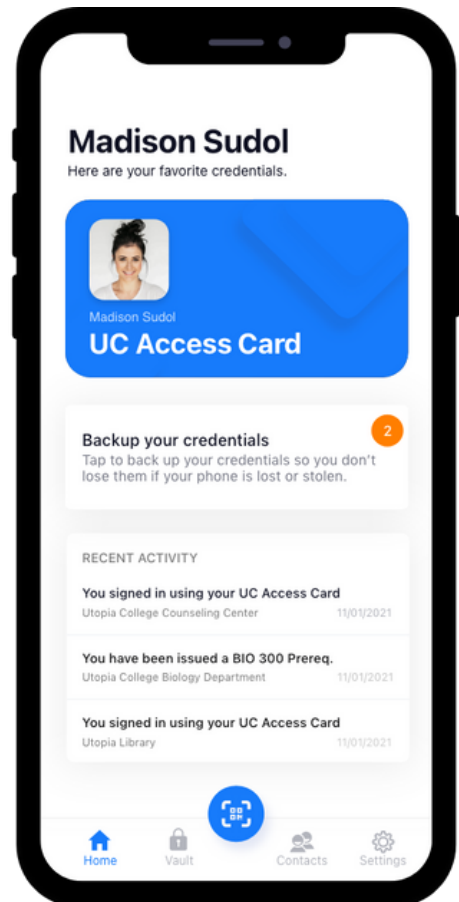 Madison Sudol
Here are your favorite credentials.
Madison Sudol
UC Access Card
2
Backup your credentials
Tap to back up your credentials so you don't
lose them if your phone is lost or stolen.
RECENT ACTIVITY
You signed in using your UC Access Card
Utopia College Counseling Center 11/01/2021
You have been issued a BIO 300 Prereq.
Utopia College Biology Department 11/01/2021
You signed in using your UC Access Card
Utopia Library 11/01/2021
Home Vault Contacts Settings